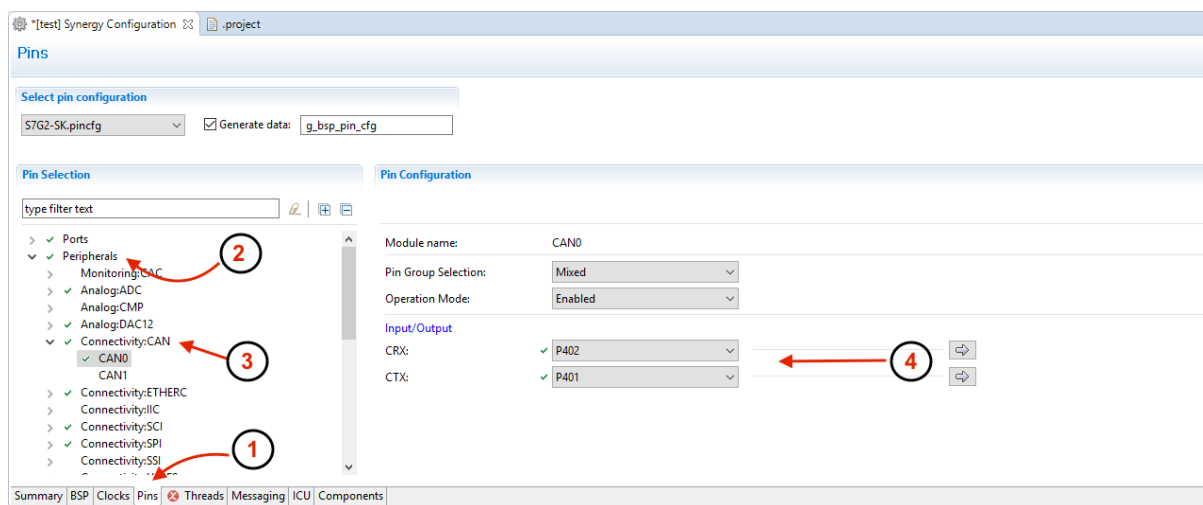 *[test] Synergy Configuration .project
Pins
Select pin configuration
S7G2-SK.pincfg Generate data: g_bsp_pin_cfg
Pin Selection Pin Configuration
type filter text
Ports
Module name: CAN0
Peripherals 2
Monitoring:CAC
Pin Group Selection: Mixed
Analog:ADC
Operation Mode: Enabled
Analog:CMP
Analog:DAC12
Input/Output
Connectivity:CAN
CRX: P402
CAN0 3 4
CAN1
CTX: P401
Connectivity:ETHERC
Connectivity:IIC
Connectivity:SCI
Connectivity:SPI 1
Connectivity:SSI
Summary BSP Clocks Pins Threads Messaging ICU Components